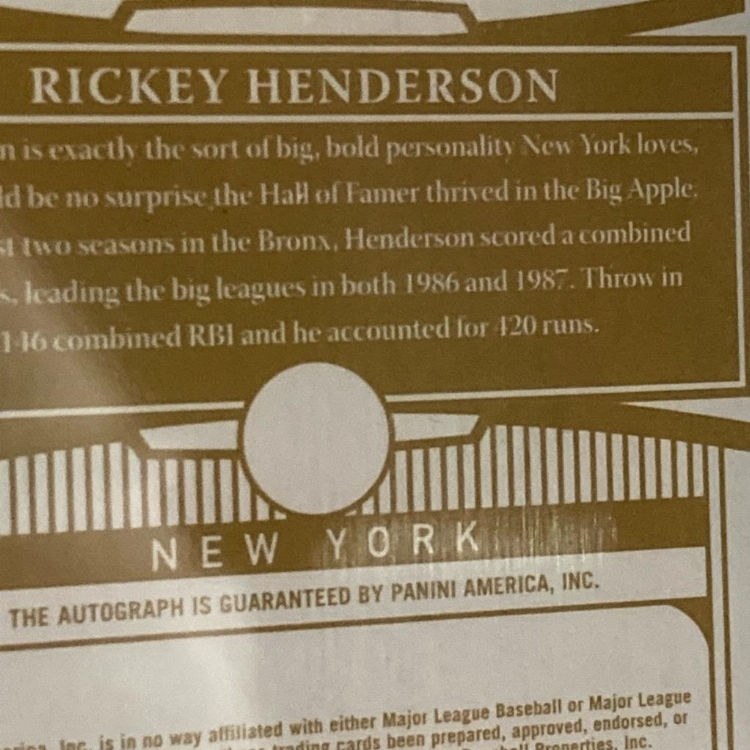 RICKEY HENDERSON
n is exactly the sort of big, bold personality New York loves,
ld be no surprise the Hall of Famer thrived in the Big Apple.
st two seasons in the Bronx, Henderson scored a combined
s, leading the big leagues in both 1986 and 1987. Throw in
146 combined RBI and he accounted for 420 runs.
NEW YORK
THE AUTOGRAPH IS GUARANTEED BY PANINI AMERICA, INC.
Inc. is in no way affiliated with either Major League Baseball or Major League
trading cards been prepared, approved, endorsed, or
Properties, Inc.